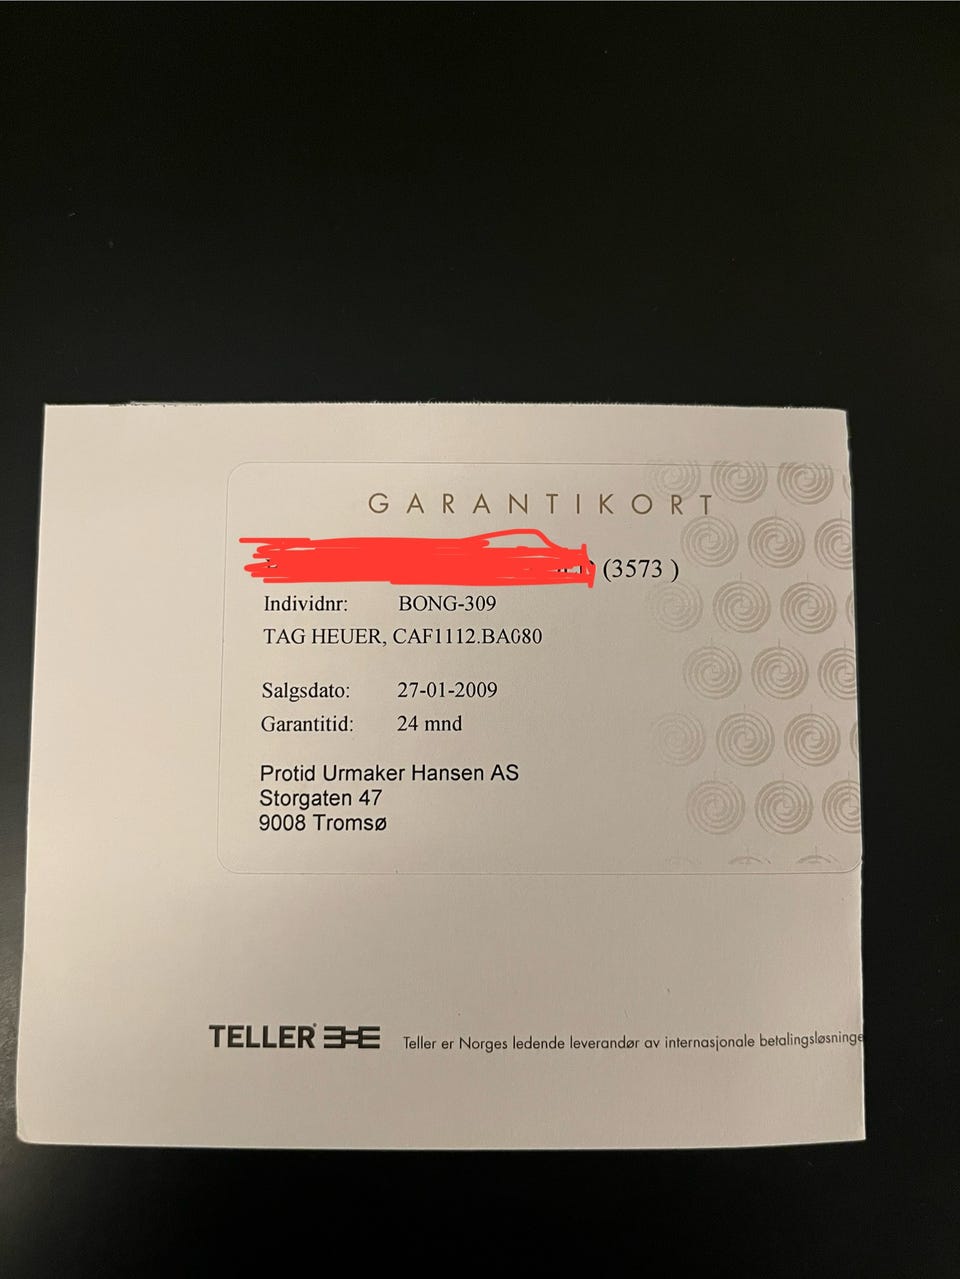 GARANTIKORT
(3573 )
Individnr: BONG-309
TAG HEUER, CAF1112.BA080
Salgsdato: 27-01-2009
Garantitid: 24 mnd
Protid Urmaker Hansen AS
Storgaten 47
9008 Tromsø
TELLER Teller er Norges ledende leverandør av internasjonale betalingsløsninge